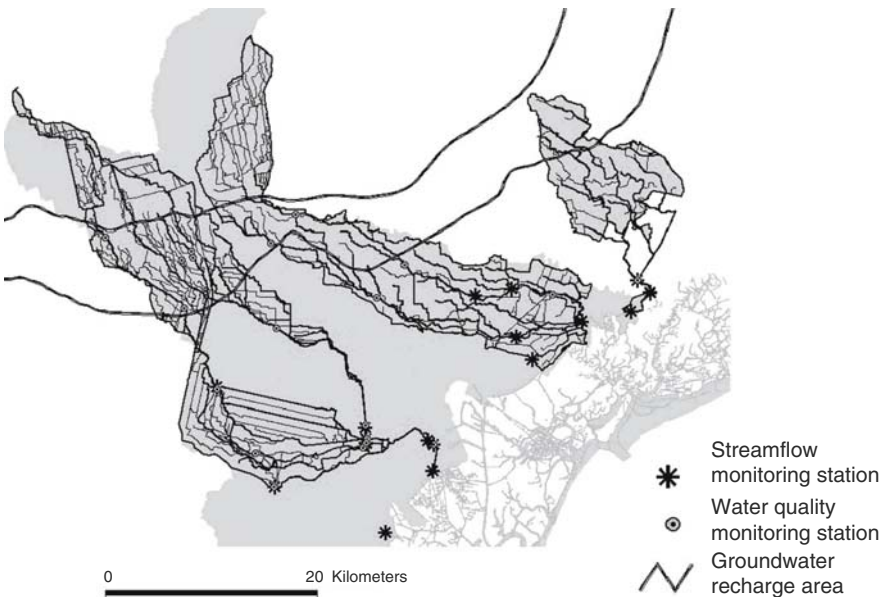 Streamflow
monitoring station
Water quality
monitoring station
Groundwater
recharge area
0 20 Kilometers